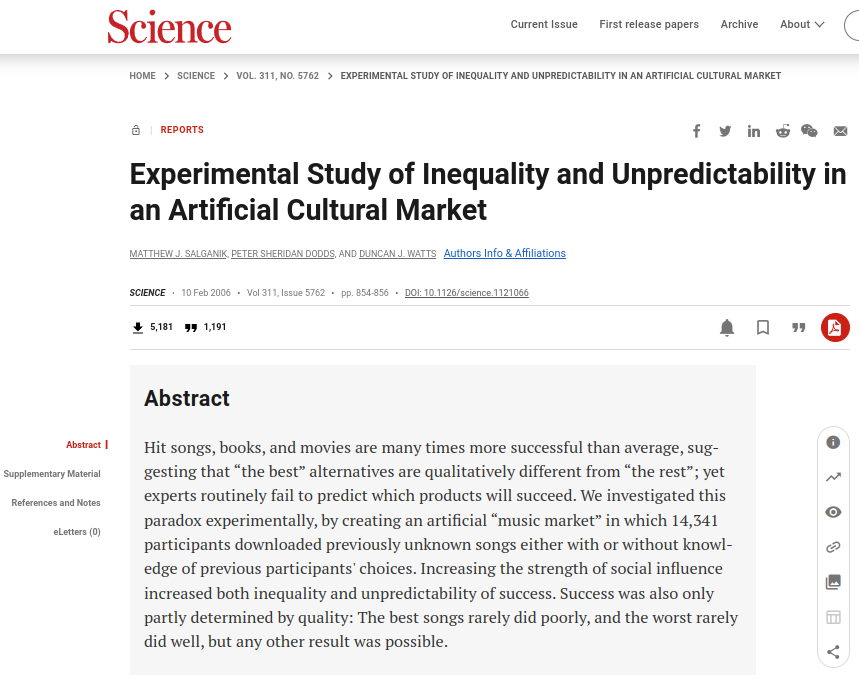 Science
Current Issue First release papers Archive About
HOME > SCIENCE > VOL. 311, NO. 5762 > EXPERIMENTAL STUDY OF INEQUALITY AND UNPREDICTABILITY IN AN ARTIFICIAL CULTURAL MARKET
| REPORTS
Experimental Study of Inequality and Unpredictability in
an Artificial Cultural Market
MATTHEW J. SALGANIK, PETER SHERIDAN DODDS, AND DUNCAN J. WATTS Authors Info & Affiliations
SCIENCE • 10 Feb 2006 • Vol 311, Issue 5762 • pp. 854-856 • DOI: 10.1126/science.1121066
5,181 1,191
Abstract
Hit songs, books, and movies are many times more successful than average, sug-
gesting that “the best” alternatives are qualitatively different from “the rest”; yet
experts routinely fail to predict which products will succeed. We investigated this
paradox experimentally, by creating an artificial “music market” in which 14,341
participants downloaded previously unknown songs either with or without knowl-
edge of previous participants' choices. Increasing the strength of social influence
increased both inequality and unpredictability of success. Success was also only
partly determined by quality: The best songs rarely did poorly, and the worst rarely
did well, but any other result was possible.
Abstract
Supplementary Material
References and Notes
eLetters (0)